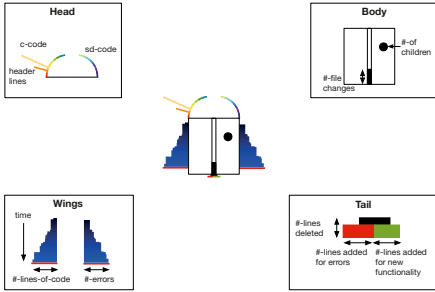 Head
c-code
sd-code
header
lines
Body
#-of
children
#-file
changes
Wings
time
#-lines-of-code
#-errors
Tail
#-lines
deleted
#-lines added
for errors
#-lines added
for new
functionality